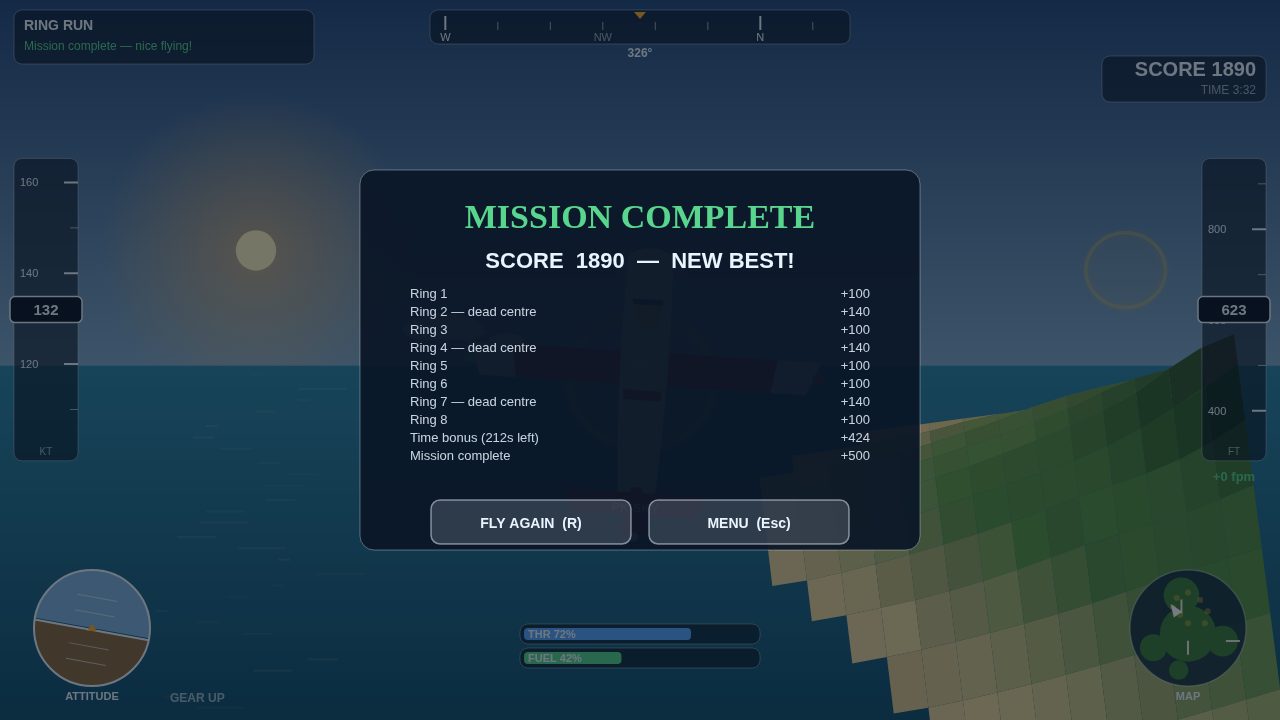 RING RUN
Mission complete — nice flying!
W
NW
N
326°
SCORE 1890
TIME 3:32
160
140
132
120
KT
800
623
400
FT
+0 fpm
MISSION COMPLETE
SCORE 1890 — NEW BEST!
Ring 1 +100
Ring 2 — dead centre +140
Ring 3 +100
Ring 4 — dead centre +140
Ring 5 +100
Ring 6 +100
Ring 7 — dead centre +140
Ring 8 +100
Time bonus (212s left) +424
Mission complete +500
FLY AGAIN (R)
MENU (Esc)
THR 72%
FUEL 42%
ATTITUDE
GEAR UP
MAP